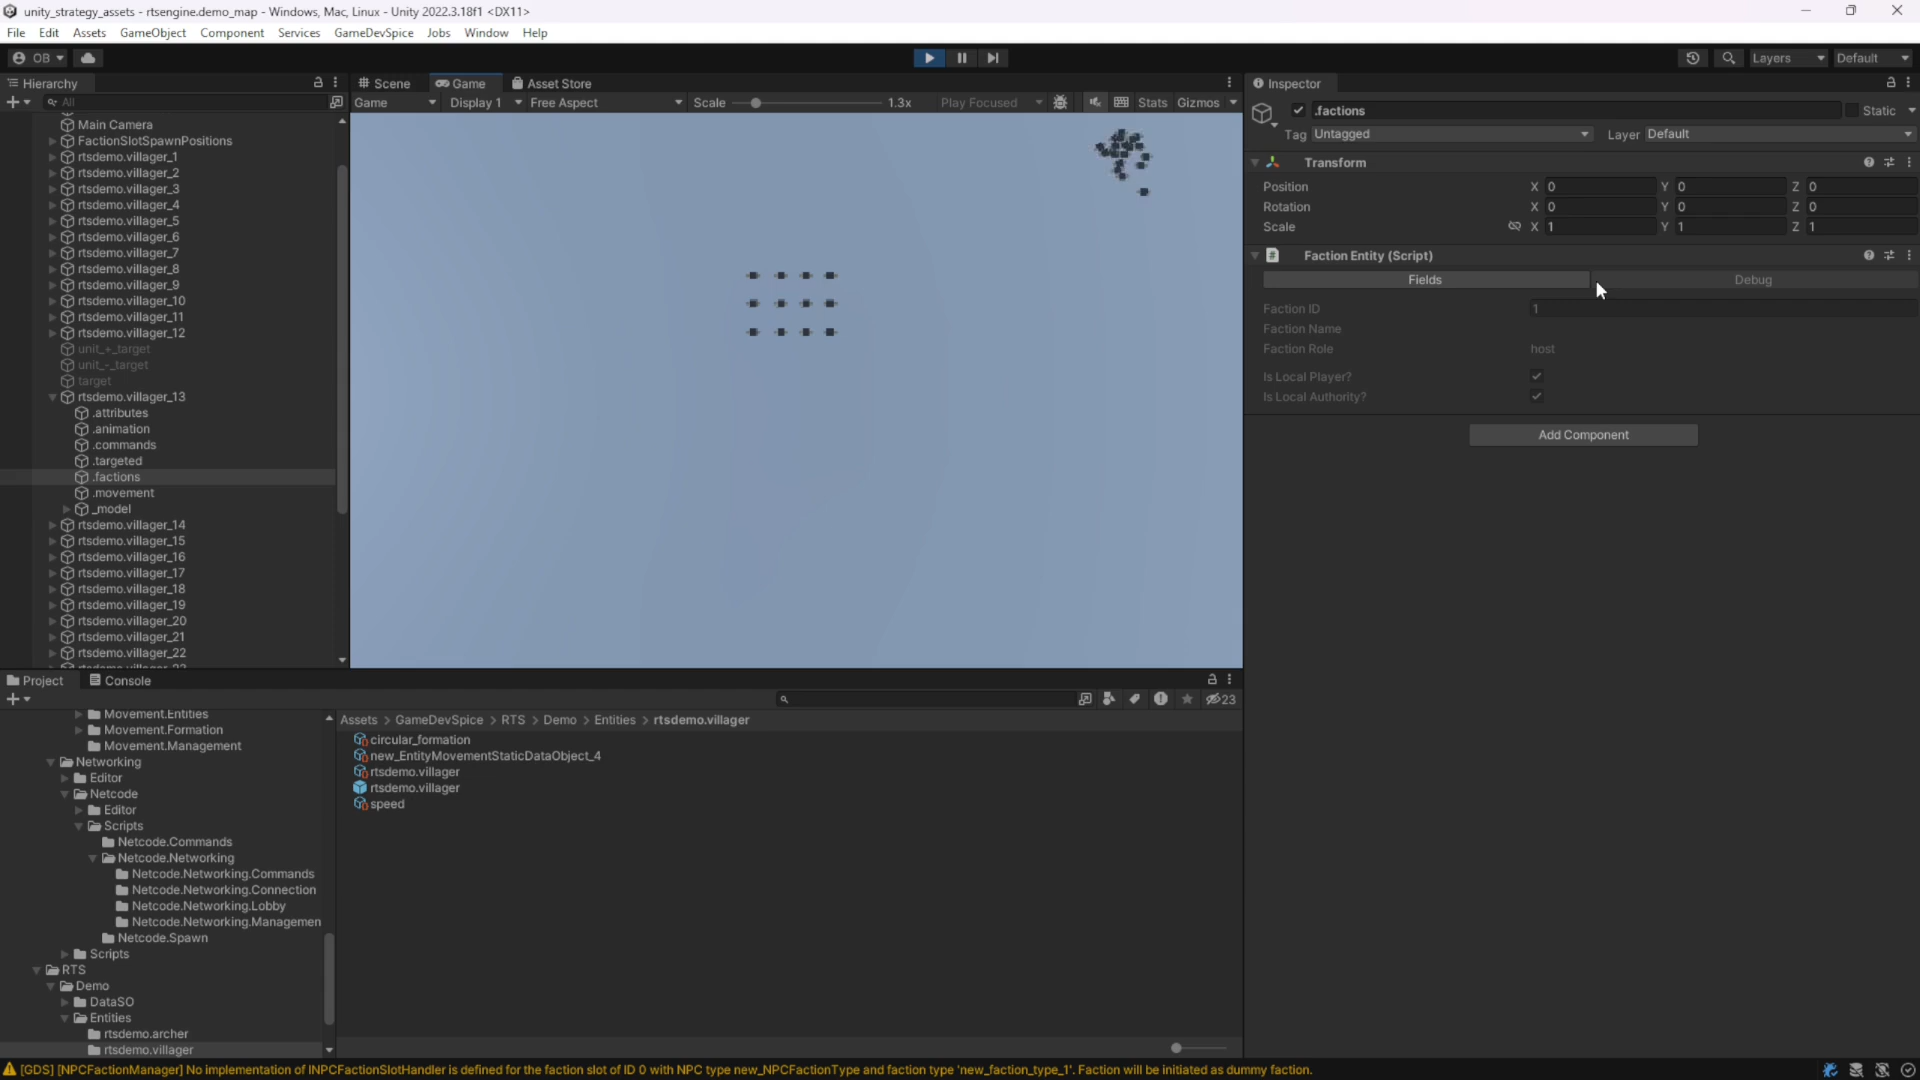 unity_strategy_assets - rtsengine.demo_map - Windows, Mac, Linux - Unity 2022.3.18f1 <DX11>
File Edit Assets GameObject Component Services GameDevSpice Jobs Window Help
OB Layers Default
Hierarchy
All
Main Camera
FactionSlotSpawnPositions
rtsdemo.villager_1
rtsdemo.villager_2
rtsdemo.villager_3
rtsdemo.villager_4
rtsdemo.villager_5
rtsdemo.villager_6
rtsdemo.villager_7
rtsdemo.villager_8
rtsdemo.villager_9
rtsdemo.villager_10
rtsdemo.villager_11
rtsdemo.villager_12
unit_+_target
unit_-_target
target
rtsdemo.villager_13
.attributes
.animation
.commands
.targeted
.factions
.movement
_model
rtsdemo.villager_14
rtsdemo.villager_15
rtsdemo.villager_16
rtsdemo.villager_17
rtsdemo.villager_18
rtsdemo.villager_19
rtsdemo.villager_20
rtsdemo.villager_21
rtsdemo.villager_22
Scene Game Asset Store
Game Display 1 Free Aspect Scale 1.3x Play Focused Stats Gizmos
Inspector
.factions Static
Tag Untagged Layer Default
Transform
Position X 0 Y 0 Z 0
Rotation X 0 Y 0 Z 0
Scale X 1 Y 1 Z 1
Faction Entity (Script)
Fields Debug
Faction ID 1
Faction Name
Faction Role host
Is Local Player?
Is Local Authority?
Add Component
Project Console
23
Movement.Entities
Movement.Formation
Movement.Management
Networking
Editor
Netcode
Editor
Scripts
Netcode.Commands
Netcode.Networking
Netcode.Networking.Commands
Netcode.Networking.Connection
Netcode.Networking.Lobby
Netcode.Networking.Managemen
Netcode.Spawn
Scripts
RTS
Demo
DataSO
Entities
rtsdemo.archer
rtsdemo.villager
Assets > GameDevSpice > RTS > Demo > Entities > rtsdemo.villager
circular_formation
new_EntityMovementStaticDataObject_4
rtsdemo.villager
rtsdemo.villager
speed
[GDS] [NPCFactionManager] No implementation of INPCFactionSlotHandler is defined for the faction slot of ID 0 with NPC type new_NPCFactionType and faction type 'new_faction_type_1'. Faction will be initiated as dummy faction.